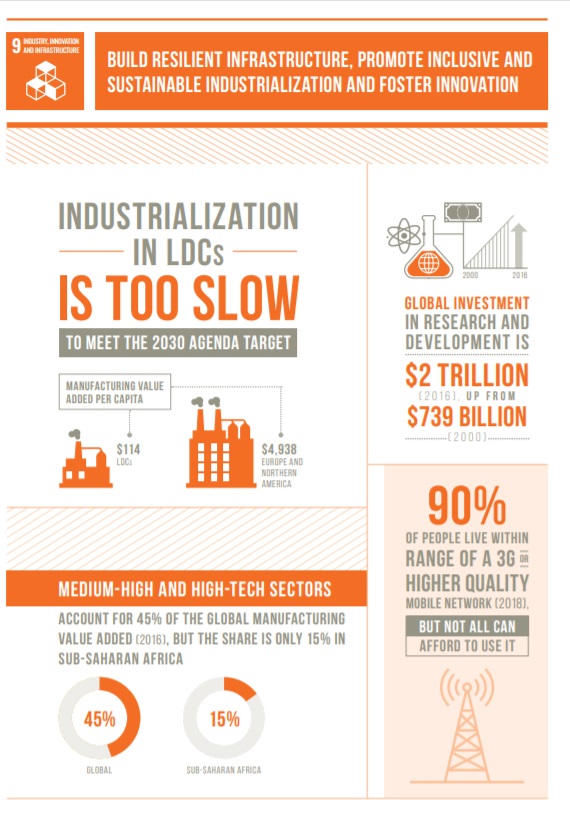 9 INDUSTRY, INNOVATION
AND INFRASTRUCTURE
BUILD RESILIENT INFRASTRUCTURE, PROMOTE INCLUSIVE AND
SUSTAINABLE INDUSTRIALIZATION AND FOSTER INNOVATION
INDUSTRIALIZATION
IN LDCs
IS TOO SLOW
TO MEET THE 2030 AGENDA TARGET
MANUFACTURING VALUE
ADDED PER CAPITA
$114
LDCs
$4,938
EUROPE AND
NORTHERN
AMERICA
MEDIUM-HIGH AND HIGH-TECH SECTORS
ACCOUNT FOR 45% OF THE GLOBAL MANUFACTURING
VALUE ADDED (2016), BUT THE SHARE IS ONLY 15% IN
SUB-SAHARAN AFRICA
45%
GLOBAL
15%
SUB-SAHARAN AFRICA
2000
2016
GLOBAL INVESTMENT
IN RESEARCH AND
DEVELOPMENT IS
$2 TRILLION
(2016), UP FROM
$739 BILLION
(2000)
90%
OF PEOPLE LIVE WITHIN
RANGE OF A 3G OR
HIGHER QUALITY
MOBILE NETWORK (2018),
BUT NOT ALL CAN
AFFORD TO USE IT